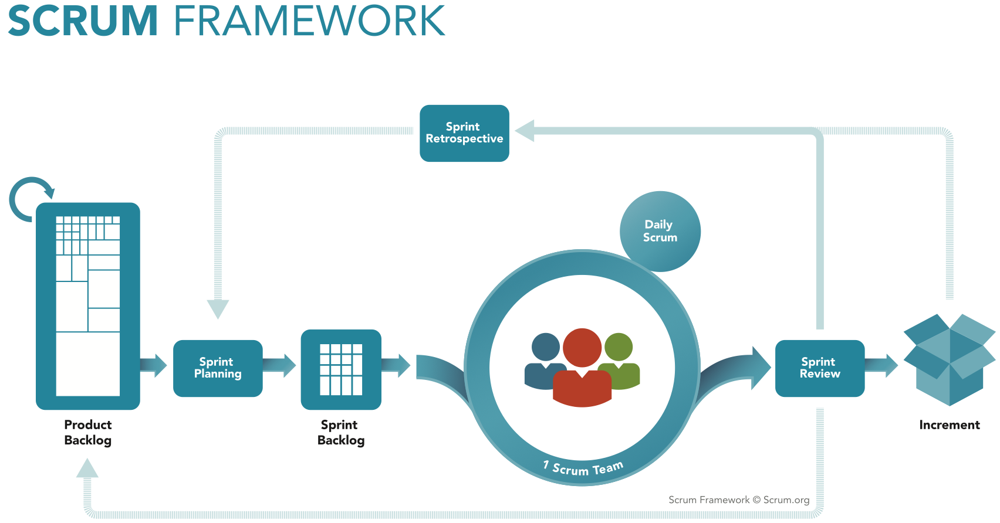 SCRUM FRAMEWORK
Sprint
Retrospective
Daily
Scrum
Sprint
Planning
Sprint
Review
Product
Backlog
Sprint
Backlog
Increment
1 Scrum Team
Scrum Framework © Scrum.org